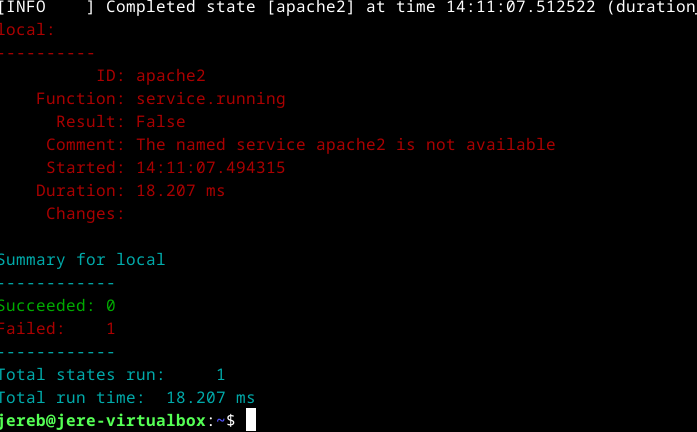 [INFO    ] Completed state [apache2] at time 14:11:07.512522 (duration_
local:
----------
          ID: apache2
    Function: service.running
      Result: False
     Comment: The named service apache2 is not available
     Started: 14:11:07.494315
    Duration: 18.207 ms
     Changes:

Summary for local
------------
Succeeded: 0
Failed:    1
------------
Total states run:     1
Total run time:  18.207 ms
jereb@jere-virtualbox:~$